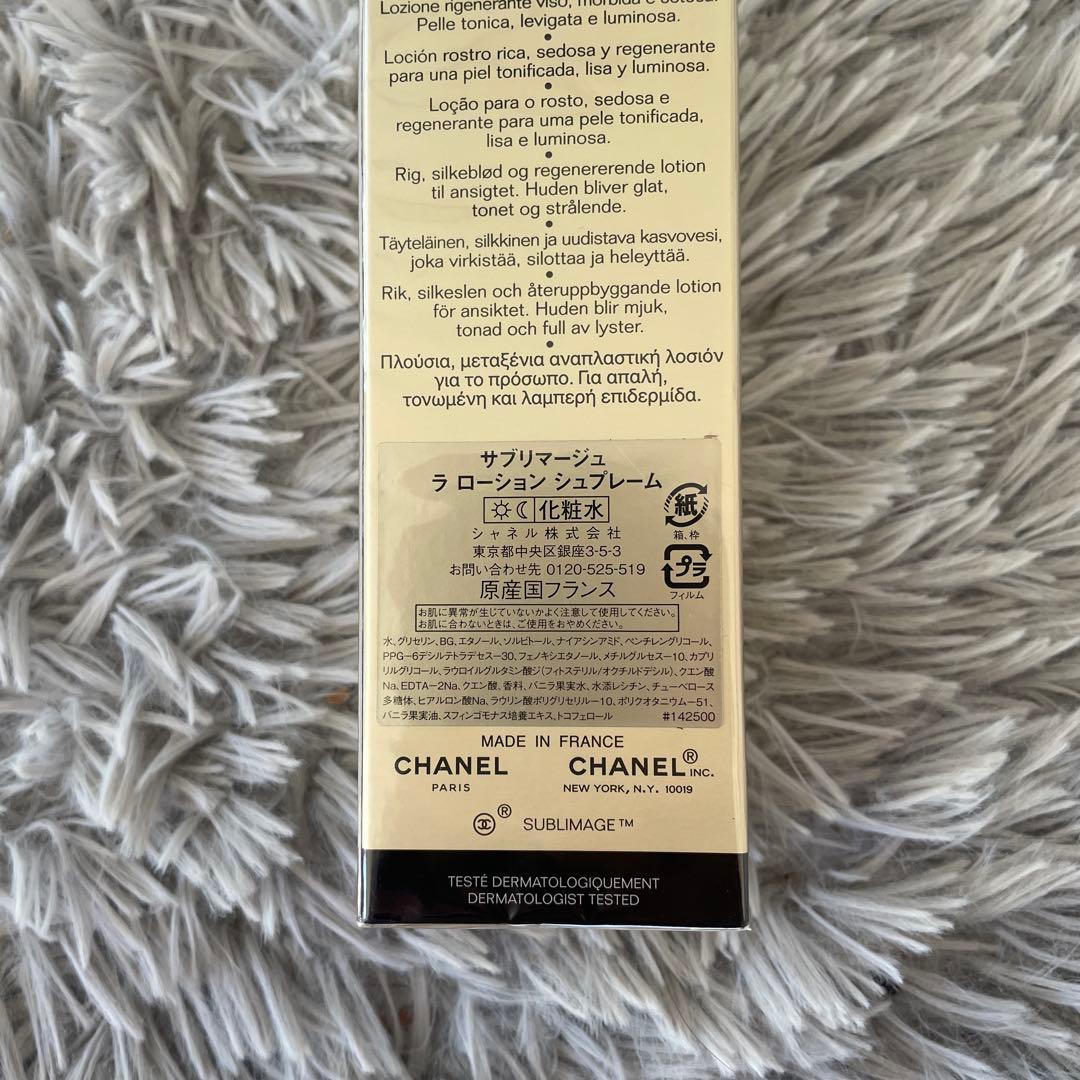 Lozione rigenerante viso, morbida e setosa.
Pelle tonica, levigata e luminosa.
•
Loción rostro rica, sedosa y regenerante
para una piel tonificada, lisa y luminosa.
•
Loção para o rosto, sedosa e
regenerante para uma pele tonificada,
lisa e luminosa.
•
Rig, silkeblød og regenererende lotion
til ansigtet. Huden bliver glat,
tonet og strålende.
•
Täyteläinen, silkkinen ja uudistava kasvovesi,
joka virkistää, silottaa ja heleyttää.
•
Rik, silkeslen och återuppbyggande lotion
för ansiktet. Huden blir mjuk,
tonad och full av lyster.
•
Πλούσια, μεταξένια αναπλαστική λοσιόν
για το πρόσωπο. Για απαλή,
τονωμένη και λαμπερή επιδερμίδα.
サブリマージュ
ラ ローション シュプレーム
化粧水
シャネル株式会社
東京都中央区銀座3-5-3
お問い合わせ先 0120-525-519
原産国フランス
紙
箱、枠
プラ
フィルム
お肌に異常が生じていないかよく注意して使用してください。
お肌に合わないときは、ご使用をおやめください。
水、グリセリン、BG、エタノール、ソルビトール、ナイアシンアミド、ペンチレングリコール、
PPG-6デシルテトラデセス-30、フェノキシエタノール、メチルグルセス-10、カプリ
リルグリコール、ラウロイルグルタミン酸ジ(フィトステリル/オクチルドデシル)、クエン酸
Na、EDTA-2Na、クエン酸、香料、バニラ果実水、水添レシチン、チューベロース
多糖体、ヒアルロン酸Na、ラウリン酸ポリグリセリル-10、ポリクオタニウム-51、
バニラ果実油、スフィンゴモナス培養エキス、トコフェロール #142500
MADE IN FRANCE
CHANEL CHANEL® INC.
PARIS NEW YORK, N.Y. 10019
® SUBLIMAGE™
TESTÉ DERMATOLOGIQUEMENT
DERMATOLOGIST TESTED